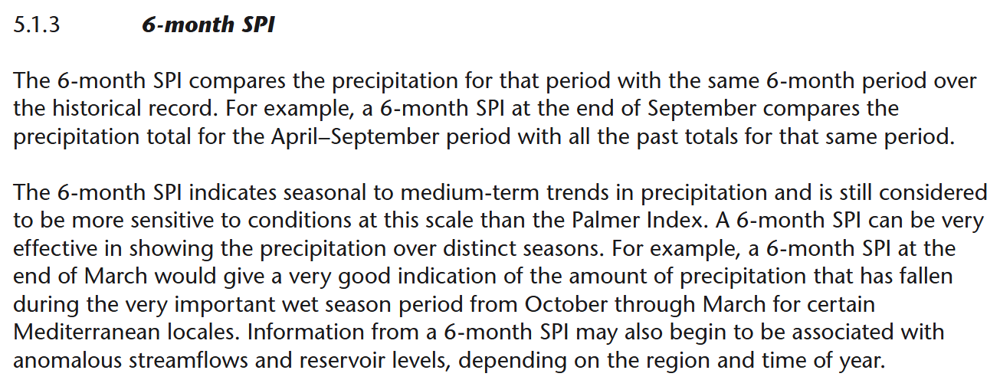 5.1.3 6-month SPI
The 6-month SPI compares the precipitation for that period with the same 6-month period over
the historical record. For example, a 6-month SPI at the end of September compares the
precipitation total for the April–September period with all the past totals for that same period.
The 6-month SPI indicates seasonal to medium-term trends in precipitation and is still considered
to be more sensitive to conditions at this scale than the Palmer Index. A 6-month SPI can be very
effective in showing the precipitation over distinct seasons. For example, a 6-month SPI at the
end of March would give a very good indication of the amount of precipitation that has fallen
during the very important wet season period from October through March for certain
Mediterranean locales. Information from a 6-month SPI may also begin to be associated with
anomalous streamflows and reservoir levels, depending on the region and time of year.